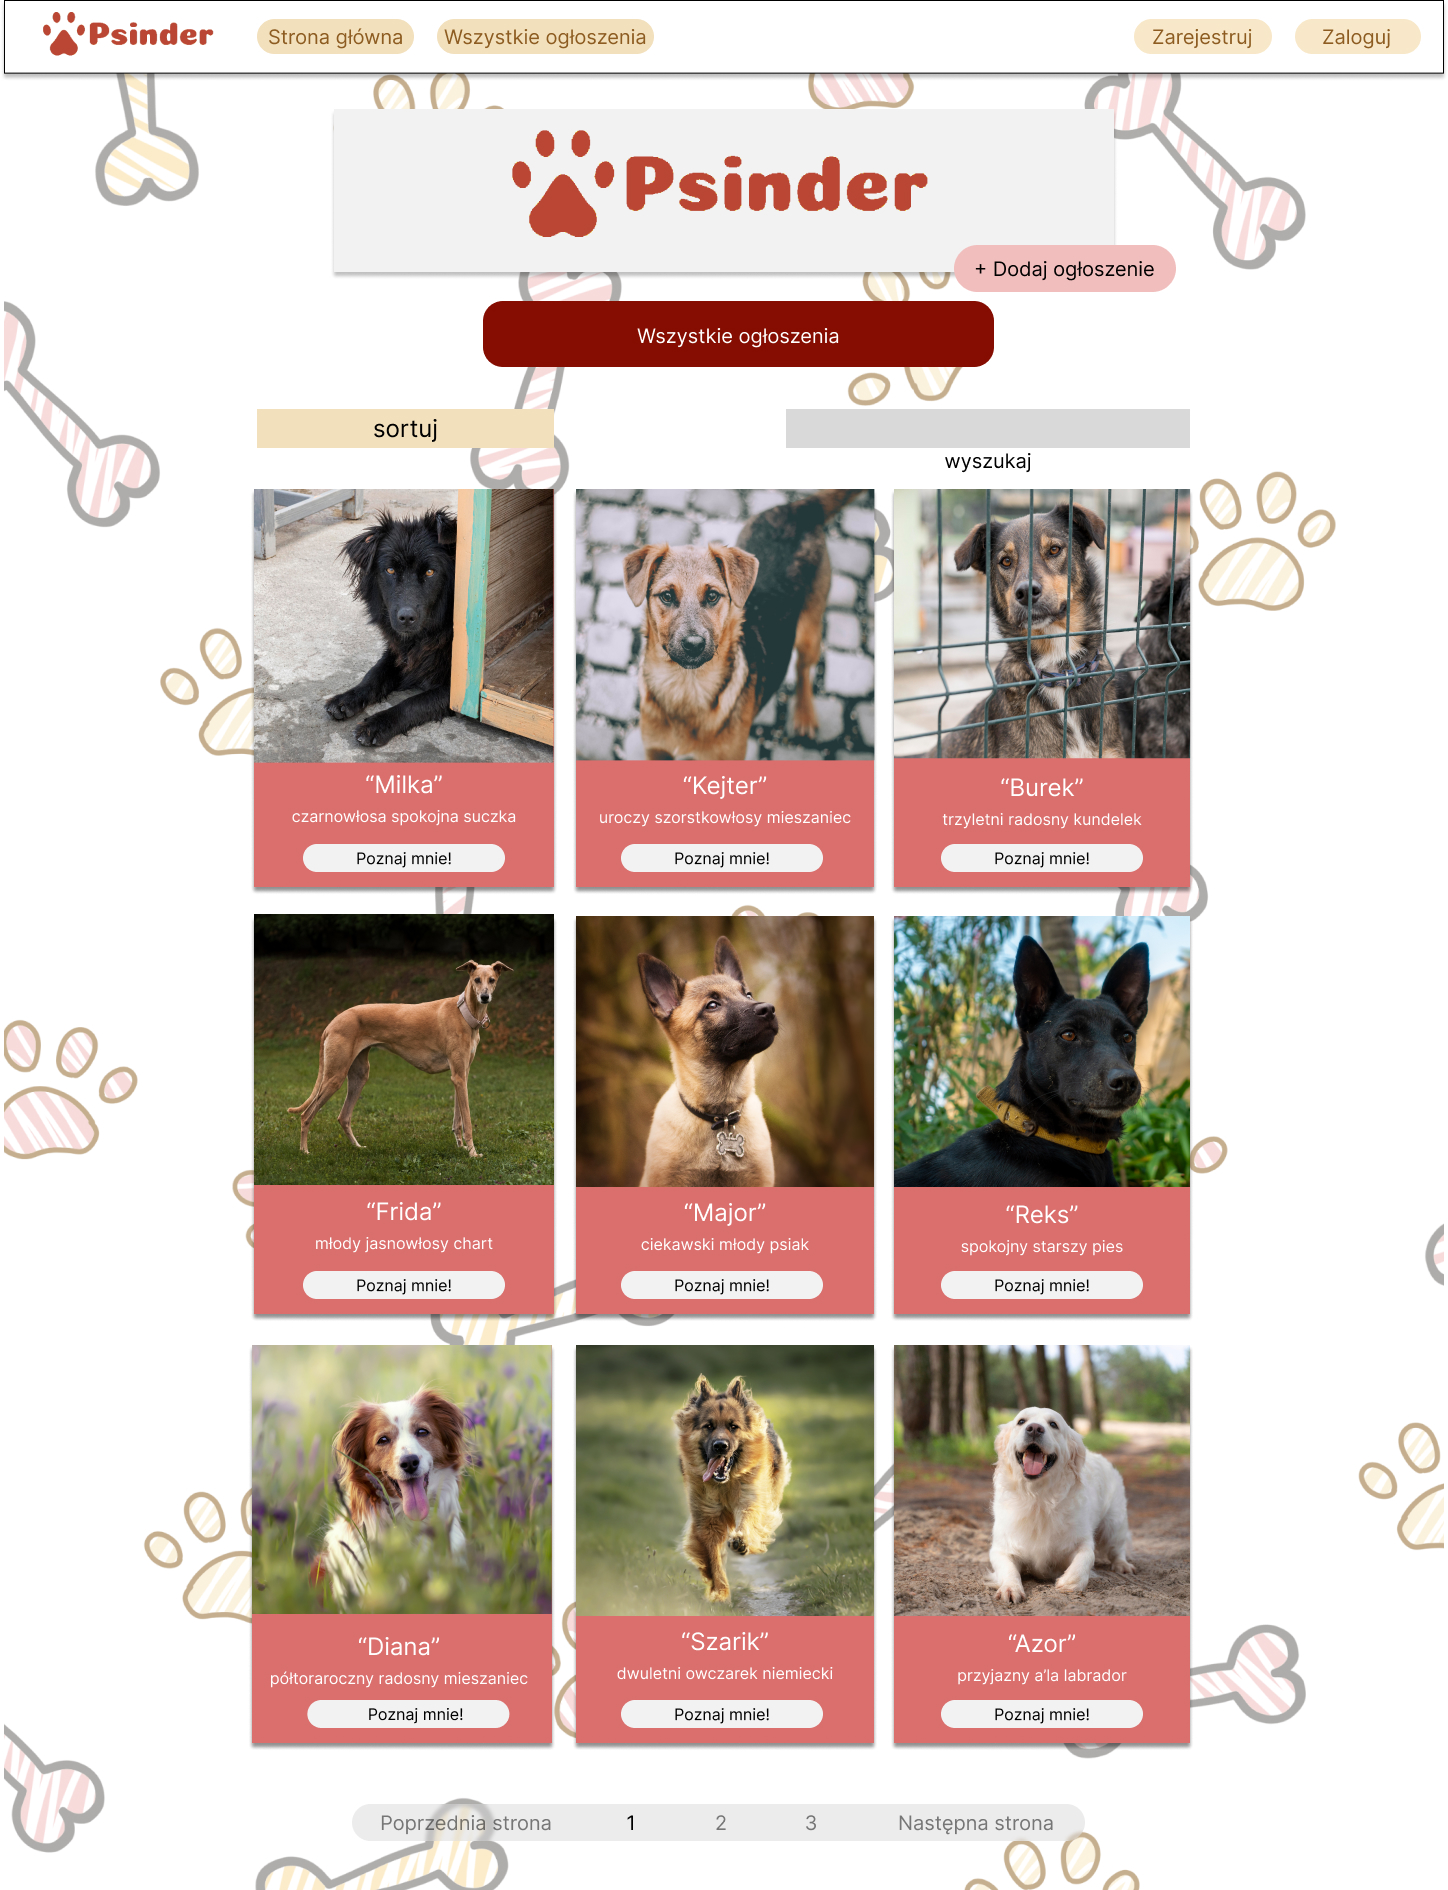 Psinder
Strona główna
Wszystkie ogłoszenia
Zarejestruj
Zaloguj
Psinder
+ Dodaj ogłoszenie
Wszystkie ogłoszenia
sortuj
wyszukaj
“Milka”
czarnowłosa spokojna suczka
Poznaj mnie!
“Kejter”
uroczy szorstkowłosy mieszaniec
Poznaj mnie!
“Burek”
trzyletni radosny kundelek
Poznaj mnie!
“Frida”
młody jasnowłosy chart
Poznaj mnie!
“Major”
ciekawski młody psiak
Poznaj mnie!
“Reks”
spokojny starszy pies
Poznaj mnie!
“Diana”
półtoraroczny radosny mieszaniec
Poznaj mnie!
“Szarik”
dwuletni owczarek niemiecki
Poznaj mnie!
“Azor”
przyjazny a’la labrador
Poznaj mnie!
Poprzednia strona 1 2 3 Następna strona